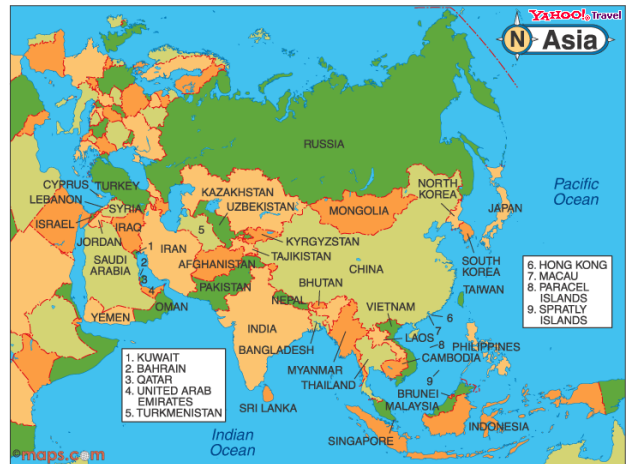 YAHOO! Travel
N Asia
RUSSIA
Pacific
Ocean
CYPRUS
TURKEY
LEBANON
SYRIA
ISRAEL
IRAQ
JORDAN
SAUDI
ARABIA
YEMEN
OMAN
1
2
3
4
IRAN
5
KAZAKHSTAN
UZBEKISTAN
KYRGYZSTAN
TAJIKISTAN
AFGHANISTAN
PAKISTAN
MONGOLIA
CHINA
NORTH
KOREA
JAPAN
SOUTH
KOREA
TAIWAN
BHUTAN
NEPAL
INDIA
BANGLADESH
SRI LANKA
MYANMAR
THAILAND
VIETNAM
LAOS
CAMBODIA
6
7
8
9
PHILIPPINES
BRUNEI
MALAYSIA
SINGAPORE
INDONESIA
6. HONG KONG
7. MACAU
8. PARACEL
ISLANDS
9. SPRATLY
ISLANDS
1. KUWAIT
2. BAHRAIN
3. QATAR
4. UNITED ARAB
EMIRATES
5. TURKMENISTAN
Indian
Ocean
©maps.com